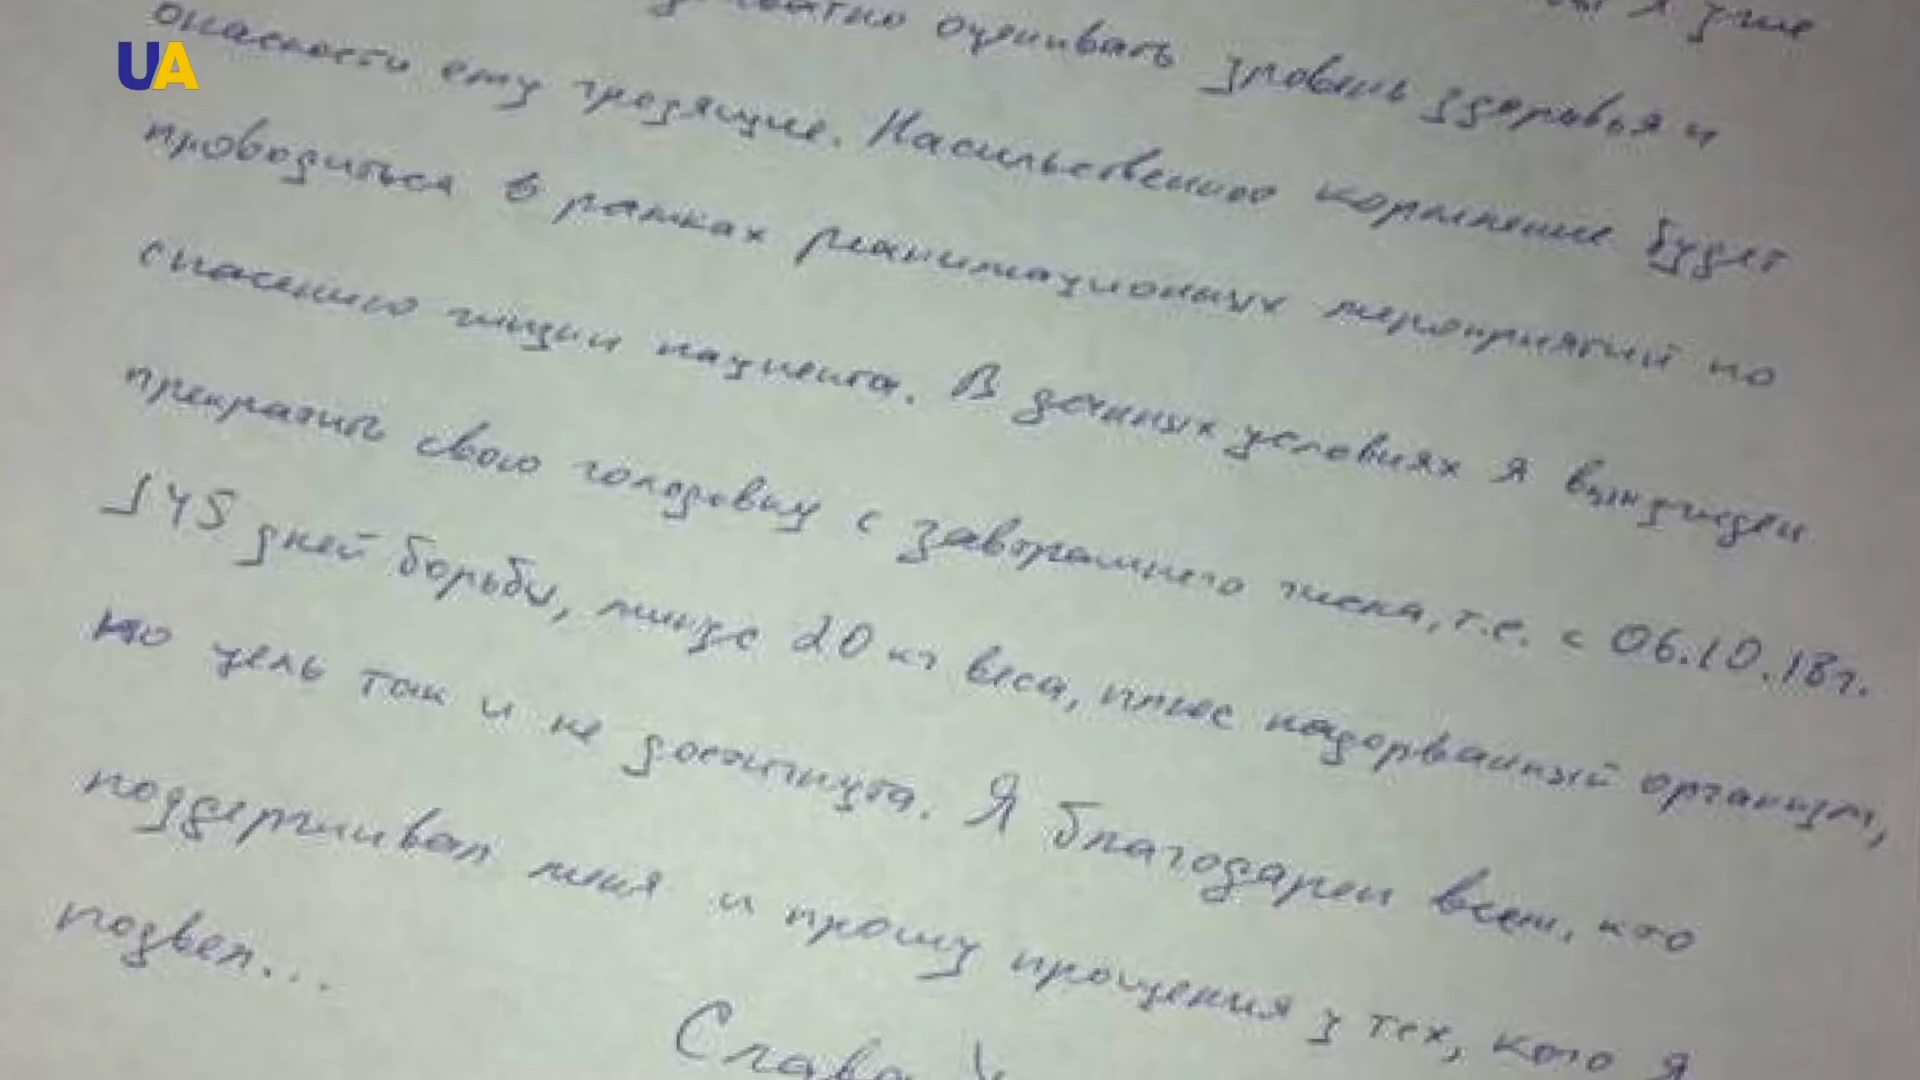 UA
я уже
оценивать уровень здоровья и
опасности ему грозящие. Насильственное кормление будет
проводиться в рамках реанимационных мероприятий по
спасению жизни пациента. В данных условиях я вынужден
прекратить свою голодовку с завтрашнего числа, т.е. с 06.10.18г.
145 дней борьбы, минус 20 кг веса, плюс надорванный организм,
но цель так и не достигнута. Я благодарен всем, кто
поддерживал меня и прошу прощения у тех, кого я
подвел...
Слава